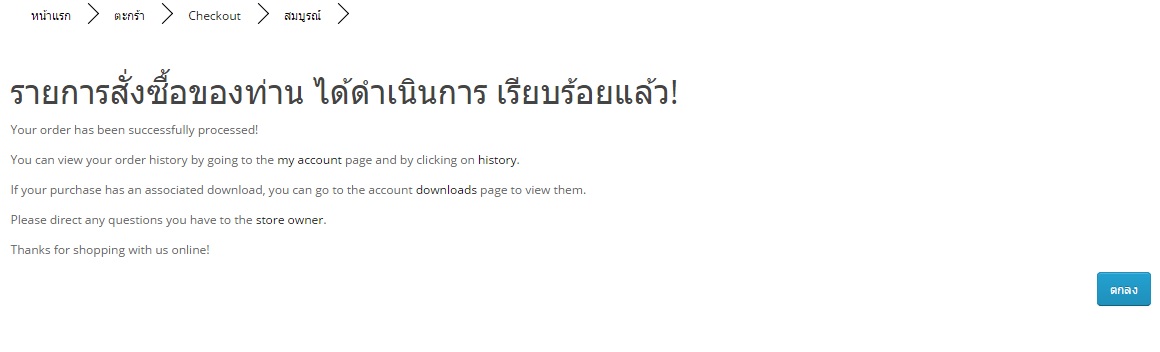 หน้าแรก ตะกร้า Checkout สมบูรณ์
รายการสั่งซื้อของท่าน ได้ดำเนินการ เรียบร้อยแล้ว!
Your order has been successfully processed!
You can view your order history by going to the my account page and by clicking on history.
If your purchase has an associated download, you can go to the account downloads page to view them.
Please direct any questions you have to the store owner.
Thanks for shopping with us online!
ตกลง